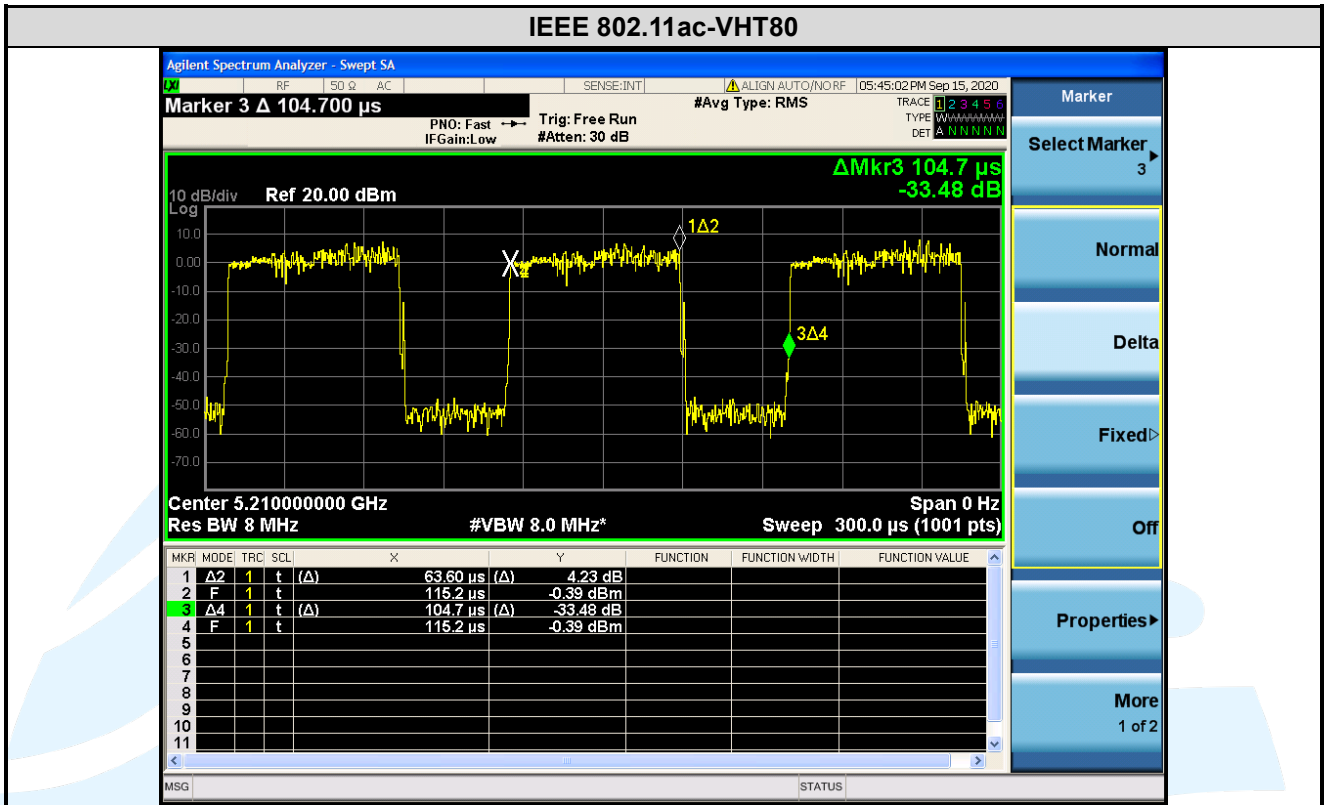 IEEE 802.11ac-VHT80
Agilent Spectrum Analyzer - Swept SA
LXI RF 50 Ω AC SENSE:INT ALIGN AUTO/NO RF 05:45:02 PM Sep 15, 2020
Marker 3 Δ 104.700 µs
PNO: Fast
IFGain:Low
Trig: Free Run
#Atten: 30 dB
#Avg Type: RMS
TRACE 1 2 3 4 5 6
TYPE WWWWWW
DET A N N N N N
ΔMkr3 104.7 µs
-33.48 dB
10 dB/div Ref 20.00 dBm
Log
10.0
0.00
-10.0
-20.0
-30.0
-40.0
-50.0
-60.0
-70.0
1Δ2
4
3Δ4
Center 5.210000000 GHz Span 0 Hz
Res BW 8 MHz #VBW 8.0 MHz* Sweep 300.0 µs (1001 pts)
MKR MODE TRC SCL X Y FUNCTION FUNCTION WIDTH FUNCTION VALUE
1 Δ2 1 t (Δ) 63.60 µs (Δ) 4.23 dB
2 F 1 t 115.2 µs -0.39 dBm
3 Δ4 1 t (Δ) 104.7 µs (Δ) -33.48 dB
4 F 1 t 115.2 µs -0.39 dBm
5
6
7
8
9
10
11
MSG STATUS
Marker
Select Marker
3
Normal
Delta
Fixed
Off
Properties
More
1 of 2